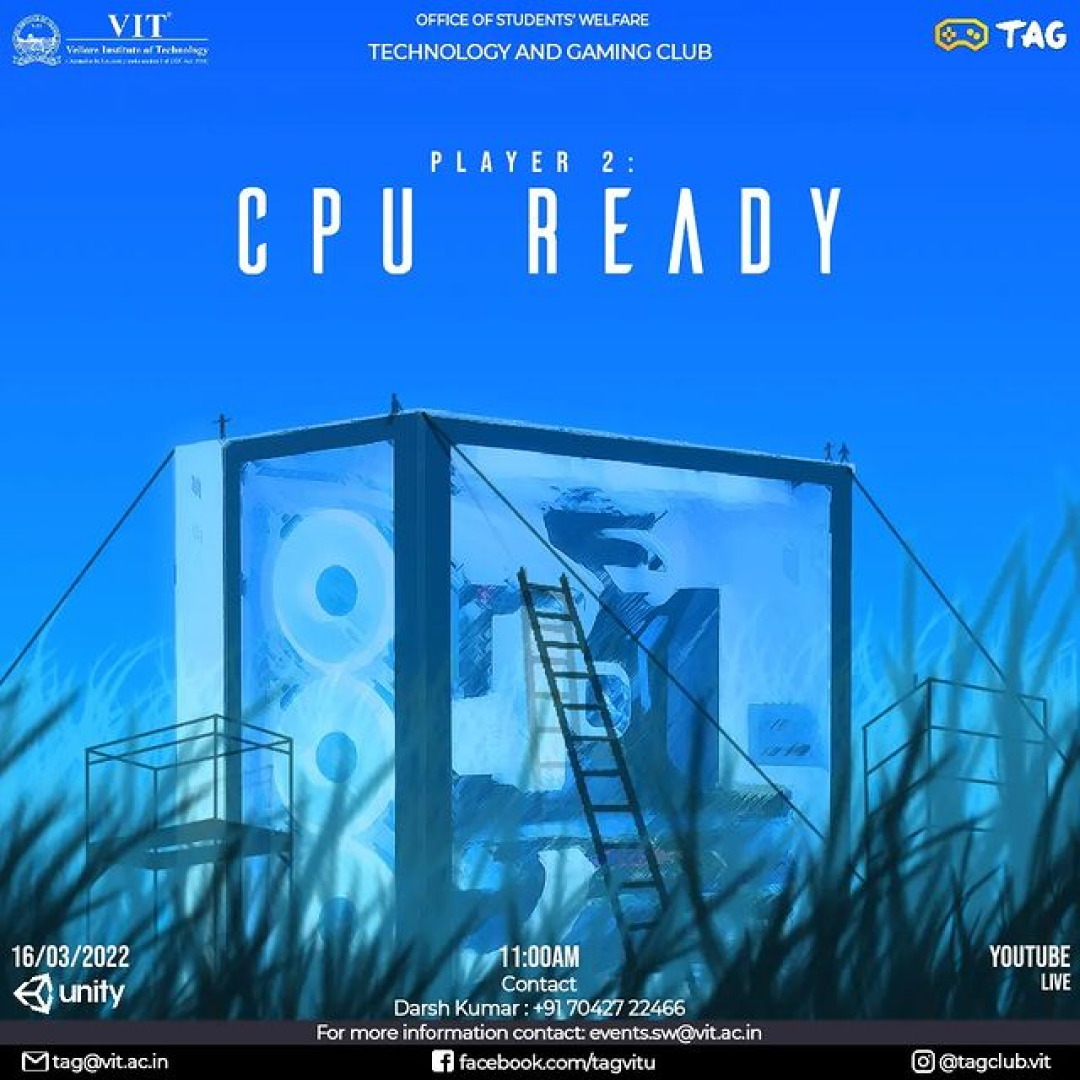 VIT
Vellore Institute of Technology
OFFICE OF STUDENTS' WELFARE
TECHNOLOGY AND GAMING CLUB
TAG
PLAYER 2:
CPU READY
16/03/2022
unity
11:00AM
Contact
Darsh Kumar : +91 70427 22466
YOUTUBE
LIVE
For more information contact: events.sw@vit.ac.in
tag@vit.ac.in
facebook.com/tagvitu
@tagclub.vit